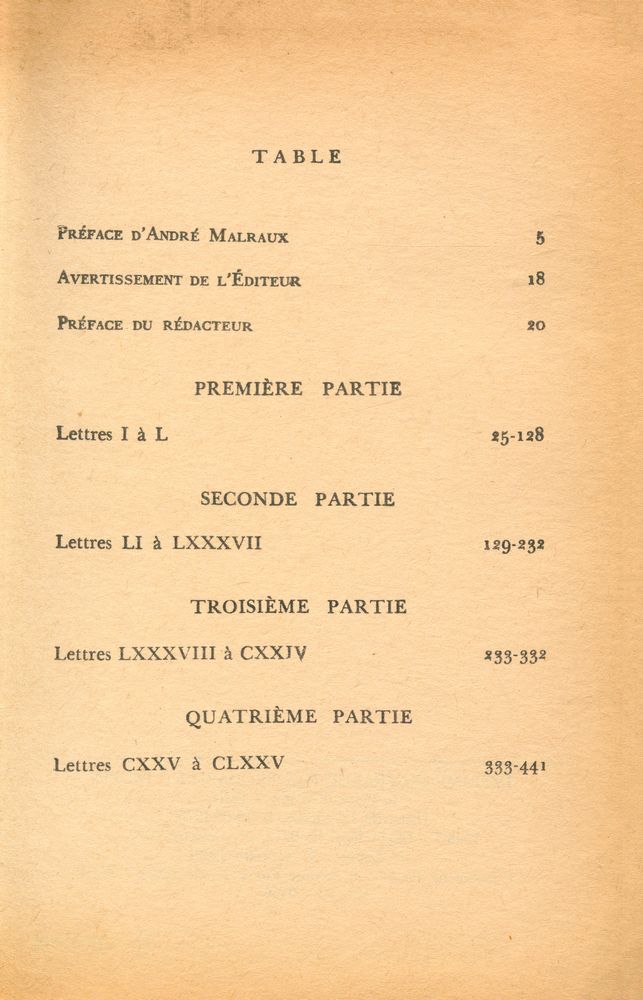 TABLE
Préface d'André Malraux 5
Avertissement de l'Éditeur 18
Préface du rédacteur 20
PREMIÈRE PARTIE
Lettres I à L 25-128
SECONDE PARTIE
Lettres LI à LXXXVII 129-232
TROISIÈME PARTIE
Lettres LXXXVIII à CXXIV 233-332
QUATRIÈME PARTIE
Lettres CXXV à CLXXV 333-441